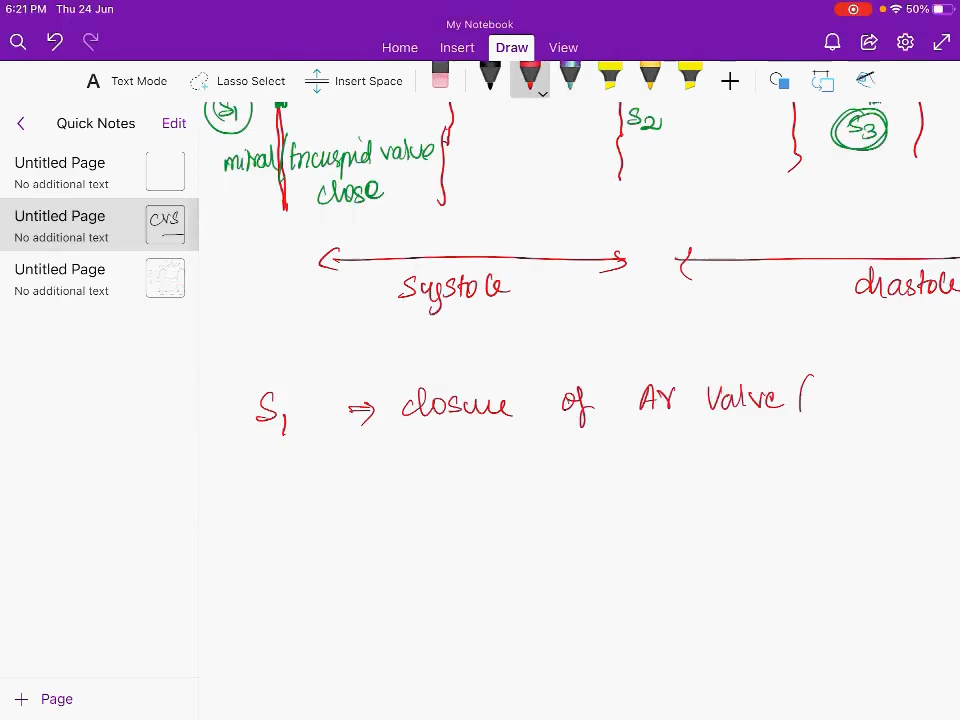 6:21 PM Thu 24 Jun 50%
My Notebook
Home Insert Draw View
Text Mode Lasso Select Insert Space
Quick Notes Edit
Untitled Page
No additional text
Untitled Page
No additional text
CVS
Untitled Page
No additional text
Page
S1 S2 S3
mitral/tricuspid valve
close
systole diastole
S1 ⇒ closure of AV valve (